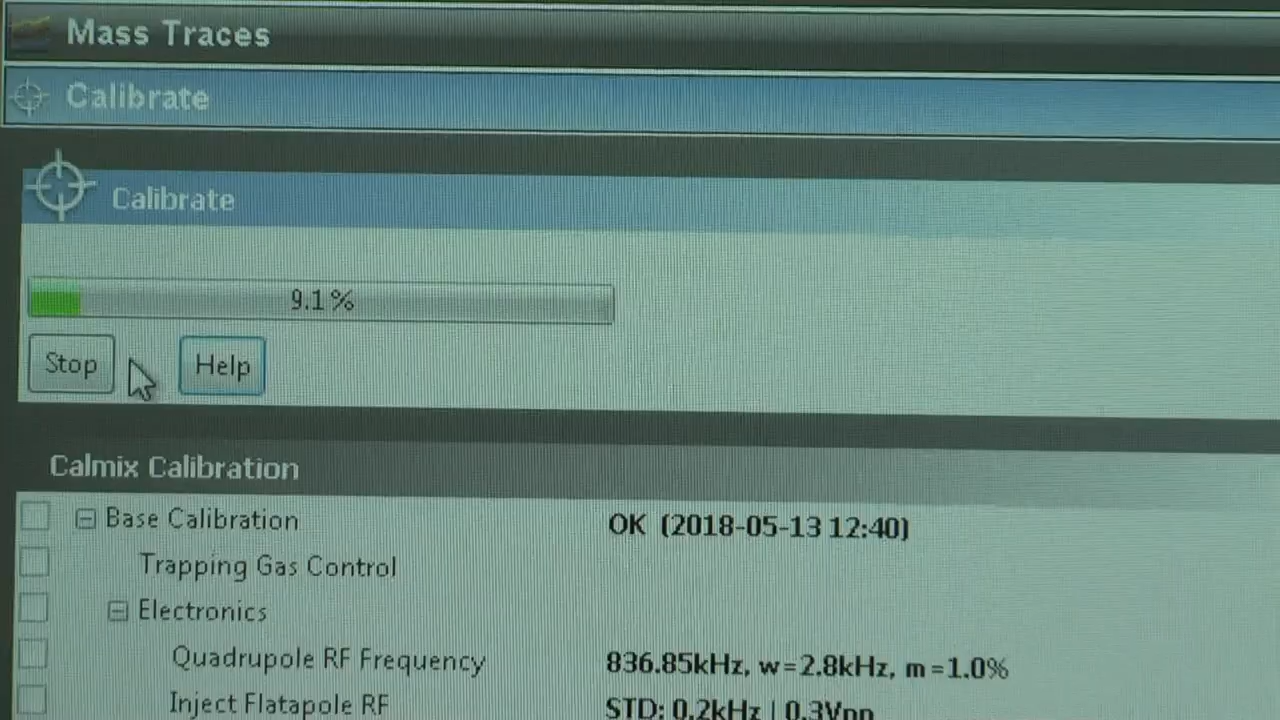 Mass Traces
Calibrate
Calibrate
9.1%
Stop Help
Calmix Calibration
Base Calibration OK (2018-05-13 12:40)
Trapping Gas Control
Electronics
Quadrupole RF Frequency 836.85kHz, w=2.8kHz, m=1.0%
Inject Flatapole RF STD: 0.2kHz | 0.3Vpp